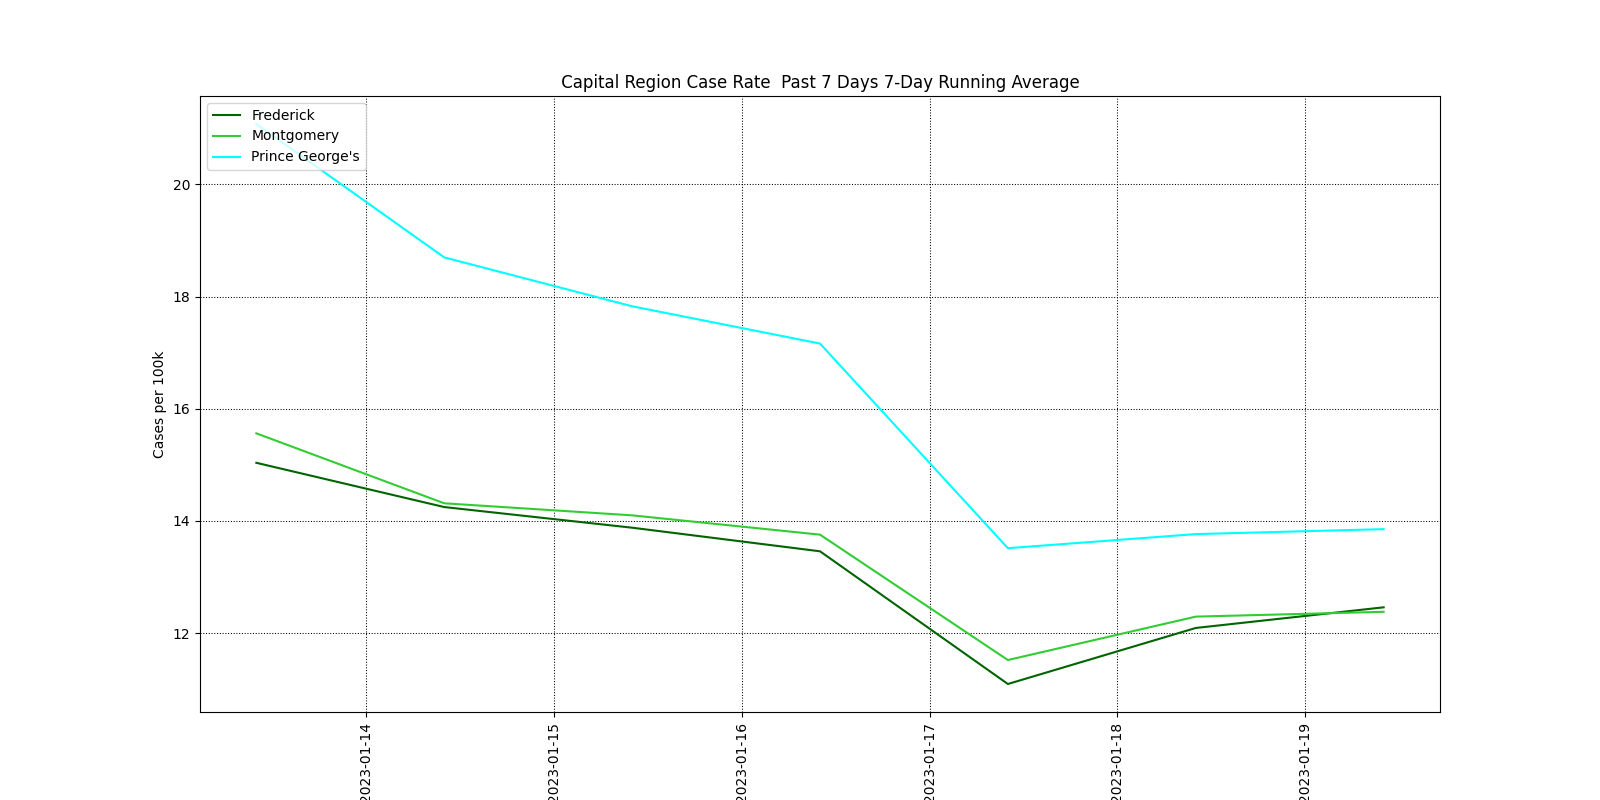 Capital Region Case Rate  Past 7 Days 7-Day Running Average
Frederick
Montgomery
Prince George's
Cases per 100k
20
18
16
14
12
2023-01-14
2023-01-15
2023-01-16
2023-01-17
2023-01-18
2023-01-19